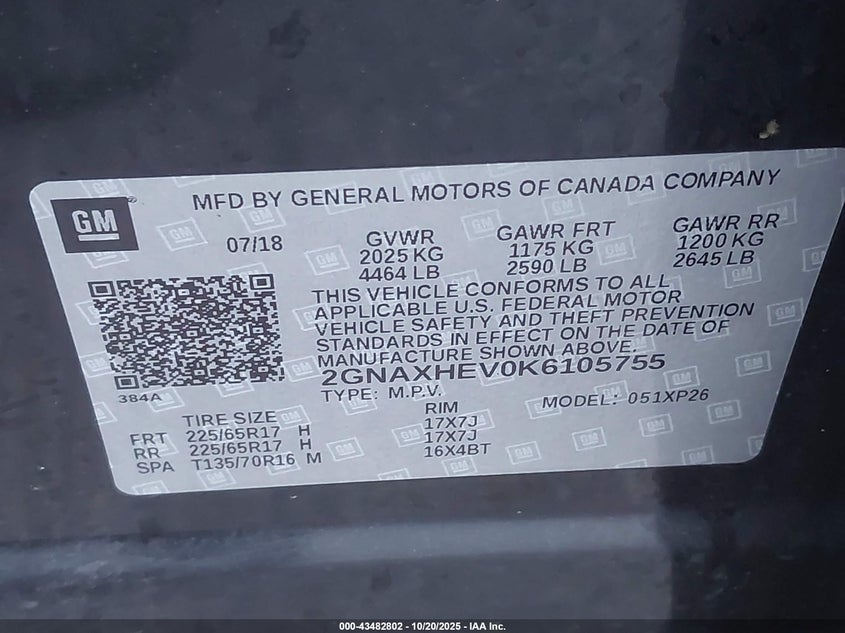 GM
MFD BY GENERAL MOTORS OF CANADA COMPANY
07/18
GVWR
2025 KG
4464 LB
GAWR FRT
1175 KG
2590 LB
GAWR RR
1200 KG
2645 LB
THIS VEHICLE CONFORMS TO ALL
APPLICABLE U.S. FEDERAL MOTOR
VEHICLE SAFETY AND THEFT PREVENTION
STANDARDS IN EFFECT ON THE DATE OF
MANUFACTURE SHOWN ABOVE.
2GNAXHEV0K6105755
384A
TYPE: M.P.V.
MODEL: 051XP26
TIRE SIZE
RIM
FRT 225/65R17 H 17X7J
RR 225/65R17 H 17X7J
SPA T135/70R16 M 16X4BT
000-43482802 - 10/20/2025 - IAA Inc.